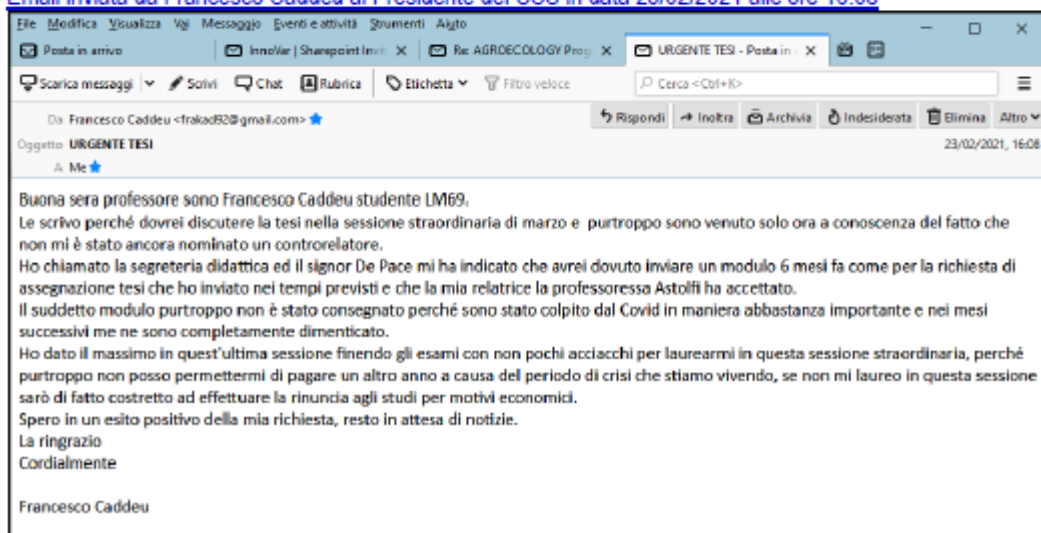 Email inviata da Francesco Caddeu al Presidente del CSC in data 23/02/2021 alle ore 16:08
File Modifica Visualizza Vai Messaggio Eventi e attività Strumenti Aiuto
Posta in arrivo InnoVar | Sharepoint Invit Re: AGROECOLOGY Prog URGENTE TESI - Posta in
Scarica messaggi Scrivi Chat Rubrica Etichetta Filtro veloce Cerca <Ctrl+K>
Da Francesco Caddeu <frakad92@gmail.com> Rispondi Inoltra Archivia Indesiderata Elimina Altro
Oggetto URGENTE TESI 23/02/2021, 16:08
A Me
Buona sera professore sono Francesco Caddeu studente LM69.
Le scrivo perché dovrei discutere la tesi nella sessione straordinaria di marzo e purtroppo sono venuto solo ora a conoscenza del fatto che
non mi è stato ancora nominato un controrelatore.
Ho chiamato la segreteria didattica ed il signor De Pace mi ha indicato che avrei dovuto inviare un modulo 6 mesi fa come per la richiesta di
assegnazione tesi che ho inviato nei tempi previsti e che la mia relatrice la professoressa Astolfi ha accettato.
Il suddetto modulo purtroppo non è stato consegnato perché sono stato colpito dal Covid in maniera abbastanza importante e nei mesi
successivi me ne sono completamente dimenticato.
Ho dato il massimo in quest'ultima sessione finendo gli esami con non pochi acciacchi per laurearmi in questa sessione straordinaria, perché
purtroppo non posso permettermi di pagare un altro anno a causa del periodo di crisi che stiamo vivendo, se non mi laureo in questa sessione
sarò di fatto costretto ad effettuare la rinuncia agli studi per motivi economici.
Spero in un esito positivo della mia richiesta, resto in attesa di notizie.
La ringrazio
Cordialmente
Francesco Caddeu